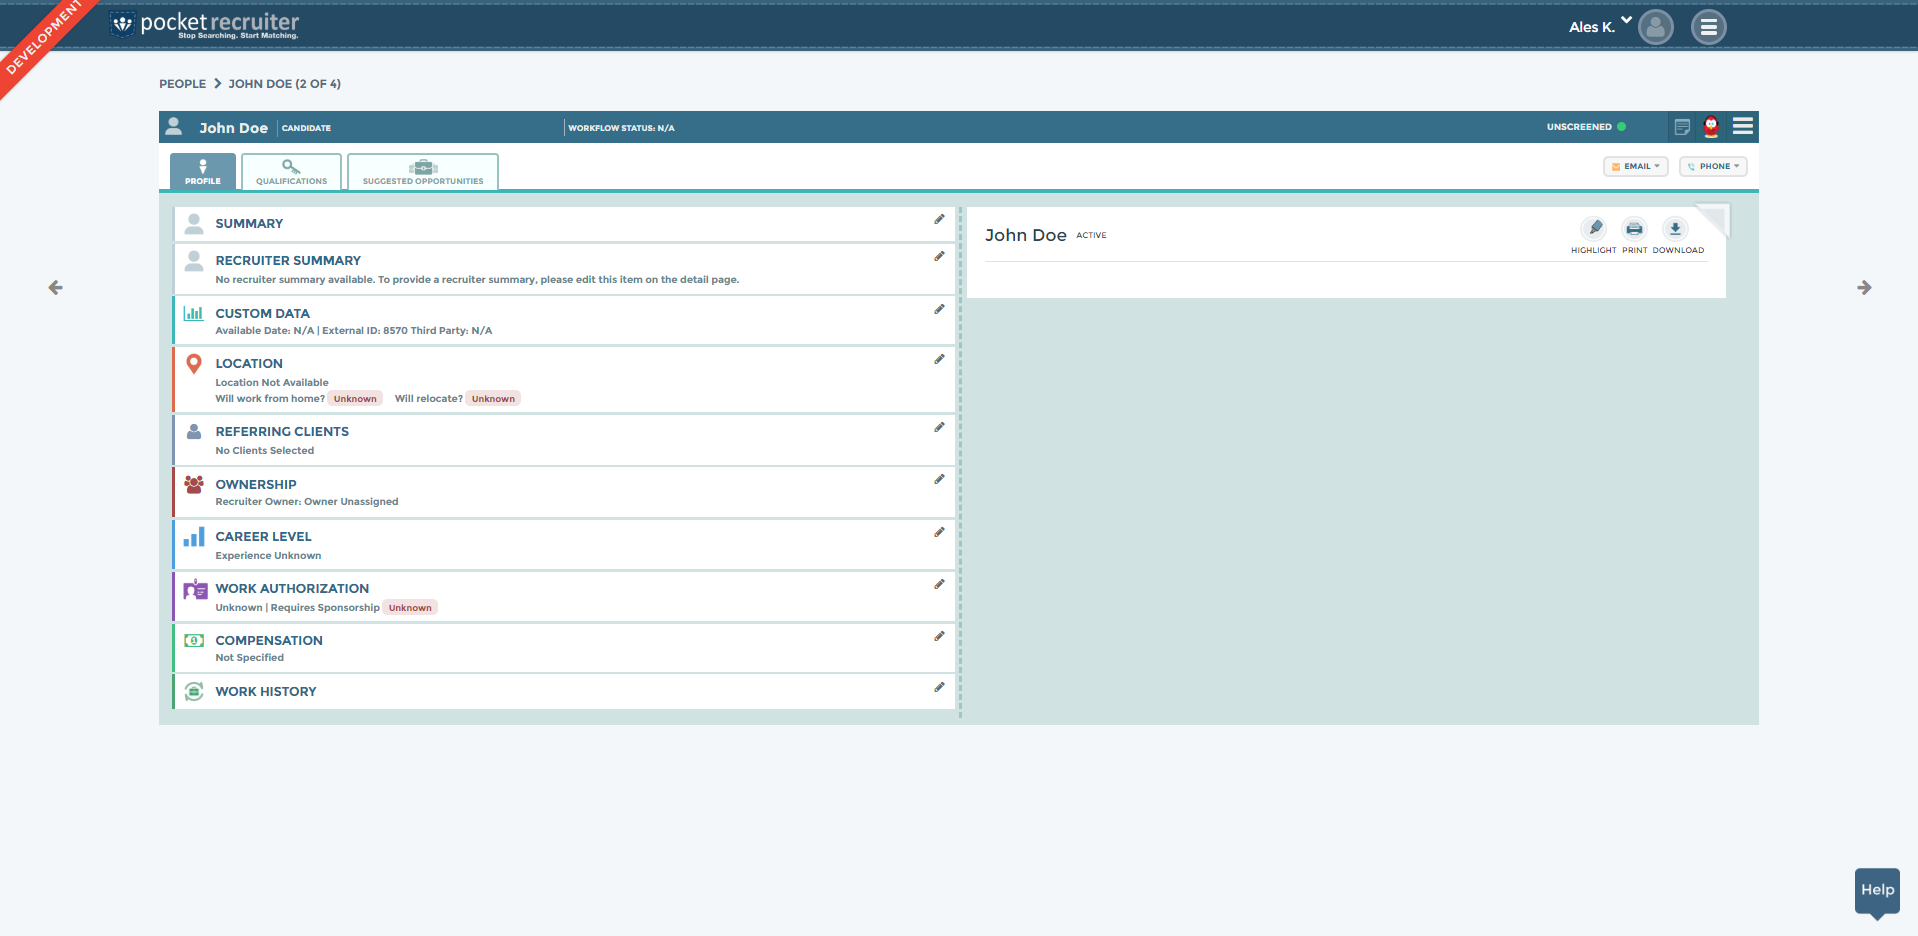 DEVELOPMENT
pocket recruiter
Stop Searching. Start Matching.
Ales K.
PEOPLE JOHN DOE (2 OF 4)
John Doe CANDIDATE WORKFLOW STATUS: N/A UNSCREENED
PROFILE QUALIFICATIONS SUGGESTED OPPORTUNITIES EMAIL PHONE
SUMMARY
RECRUITER SUMMARY
No recruiter summary available. To provide a recruiter summary, please edit this item on the detail page.
CUSTOM DATA
Available Date: N/A | External ID: 8570 Third Party: N/A
LOCATION
Location Not Available
Will work from home? Unknown Will relocate? Unknown
REFERRING CLIENTS
No Clients Selected
OWNERSHIP
Recruiter Owner: Owner Unassigned
CAREER LEVEL
Experience Unknown
WORK AUTHORIZATION
Unknown | Requires Sponsorship Unknown
COMPENSATION
Not Specified
WORK HISTORY
John Doe ACTIVE
HIGHLIGHT PRINT DOWNLOAD
Help